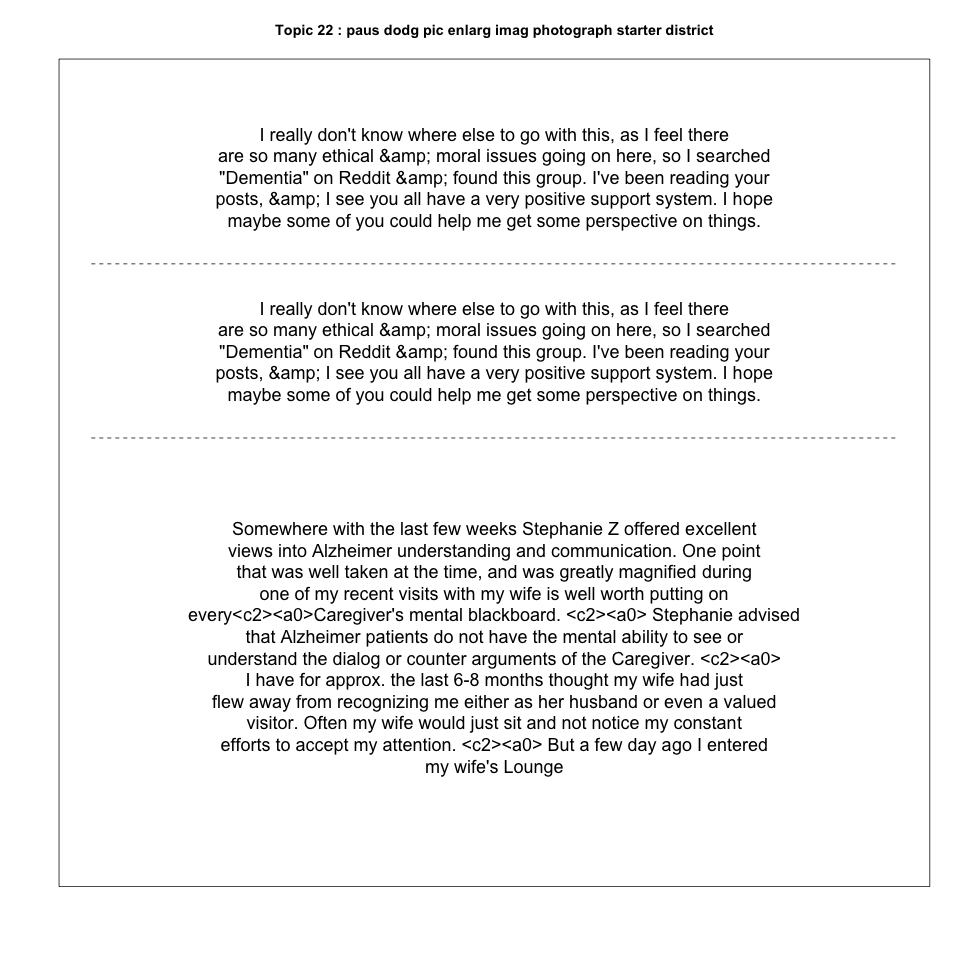 Topic 22 : paus dodg pic enlarg imag photograph starter district
I really don't know where else to go with this, as I feel there
are so many ethical &amp; moral issues going on here, so I searched
"Dementia" on Reddit &amp; found this group. I've been reading your
posts, &amp; I see you all have a very positive support system. I hope
maybe some of you could help me get some perspective on things.
I really don't know where else to go with this, as I feel there
are so many ethical &amp; moral issues going on here, so I searched
"Dementia" on Reddit &amp; found this group. I've been reading your
posts, &amp; I see you all have a very positive support system. I hope
maybe some of you could help me get some perspective on things.
Somewhere with the last few weeks Stephanie Z offered excellent
views into Alzheimer understanding and communication. One point
that was well taken at the time, and was greatly magnified during
one of my recent visits with my wife is well worth putting on
every<c2><a0>Caregiver's mental blackboard. <c2><a0> Stephanie advised
that Alzheimer patients do not have the mental ability to see or
understand the dialog or counter arguments of the Caregiver. <c2><a0>
I have for approx. the last 6-8 months thought my wife had just
flew away from recognizing me either as her husband or even a valued
visitor. Often my wife would just sit and not notice my constant
efforts to accept my attention. <c2><a0> But a few day ago I entered
my wife's Lounge